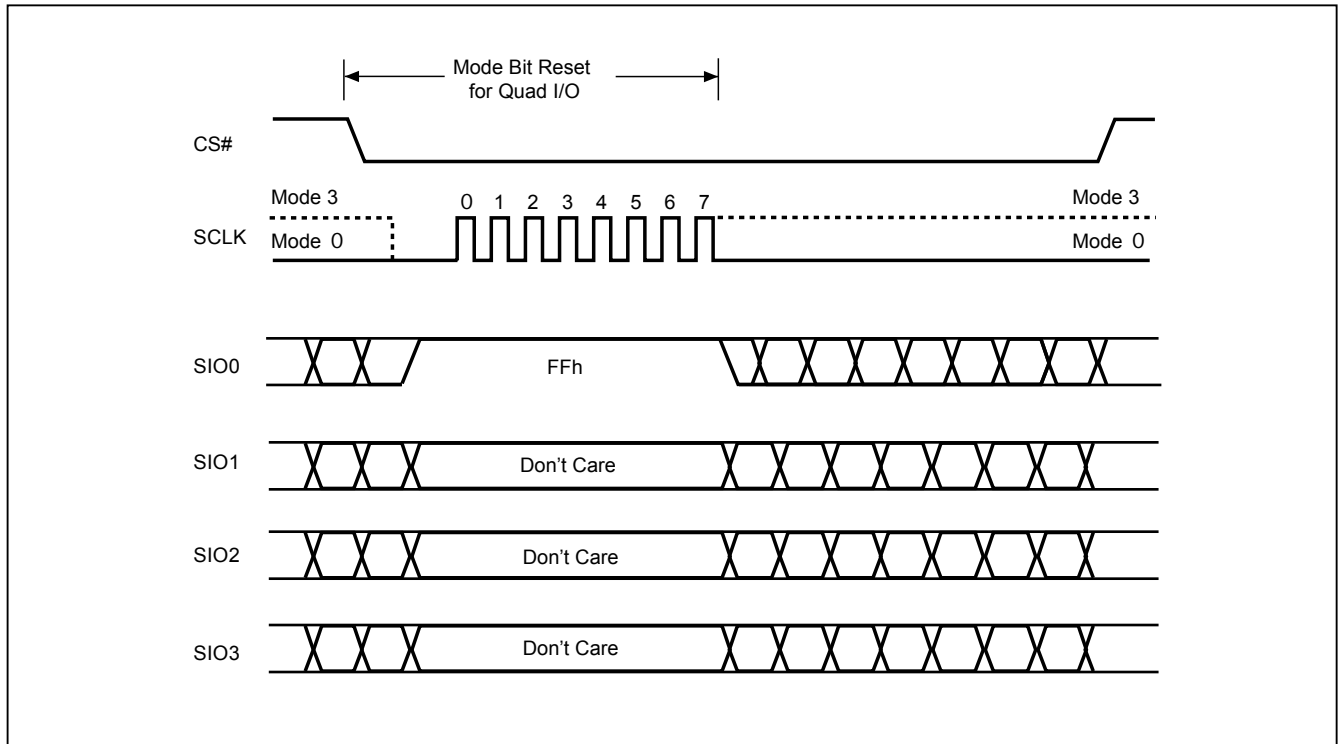 Mode Bit Reset
for Quad I/O
CS#
Mode 3
Mode 3
0 1 2 3 4 5 6 7
SCLK
Mode 0
Mode 0
SIO0
FFh
SIO1
Don't Care
SIO2
Don't Care
SIO3
Don't Care